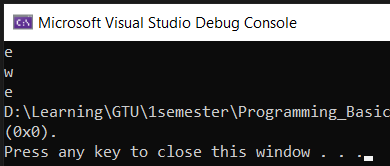 Microsoft Visual Studio Debug Console
e
w
e
D:\Learning\GTU\1semester\Programming_Basic
(0x0).
Press any key to close this window . . .